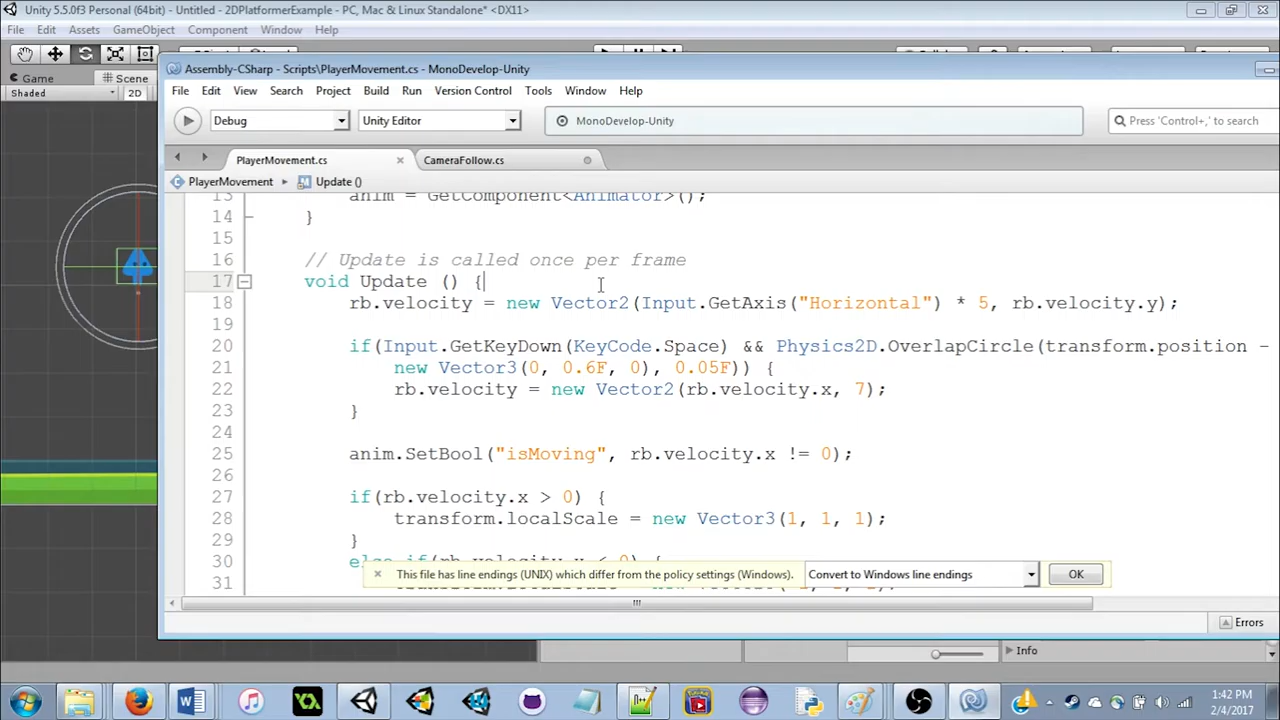 Unity 5.5.0f3 Personal (64bit) - Untitled - 2DPlatformerExample - PC, Mac & Linux Standalone* <DX11>
File Edit Assets GameObject Component Window Help
Game Scene
Shaded 2D
Assembly-CSharp - Scripts\PlayerMovement.cs - MonoDevelop-Unity
File Edit View Search Project Build Run Version Control Tools Window Help
Debug Unity Editor MonoDevelop-Unity Press 'Control+,' to search
PlayerMovement.cs CameraFollow.cs
PlayerMovement Update ()
13 anim = GetComponent<Animator>();
14 }
15
16 // Update is called once per frame
17 void Update () {
18 rb.velocity = new Vector2(Input.GetAxis("Horizontal") * 5, rb.velocity.y);
19
20 if(Input.GetKeyDown(KeyCode.Space) && Physics2D.OverlapCircle(transform.position -
21 new Vector3(0, 0.6F, 0), 0.05F)) {
22 rb.velocity = new Vector2(rb.velocity.x, 7);
23 }
24
25 anim.SetBool("isMoving", rb.velocity.x != 0);
26
27 if(rb.velocity.x > 0) {
28 transform.localScale = new Vector3(1, 1, 1);
29 }
30 else if(rb.velocity.x < 0) {
31
This file has line endings (UNIX) which differ from the policy settings (Windows). Convert to Windows line endings OK
Errors
Info
1:42 PM
2/4/2017